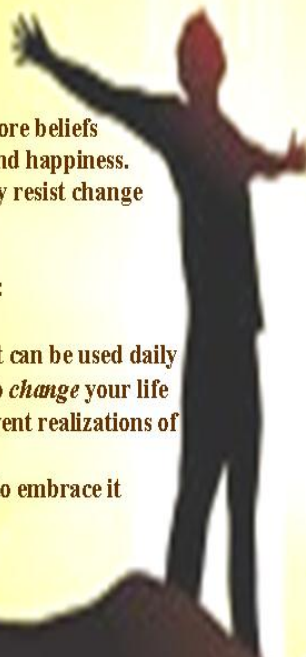 ore beliefs
nd happiness.
y resist change
:
t can be used daily
o change your life
vent realizations of
o embrace it